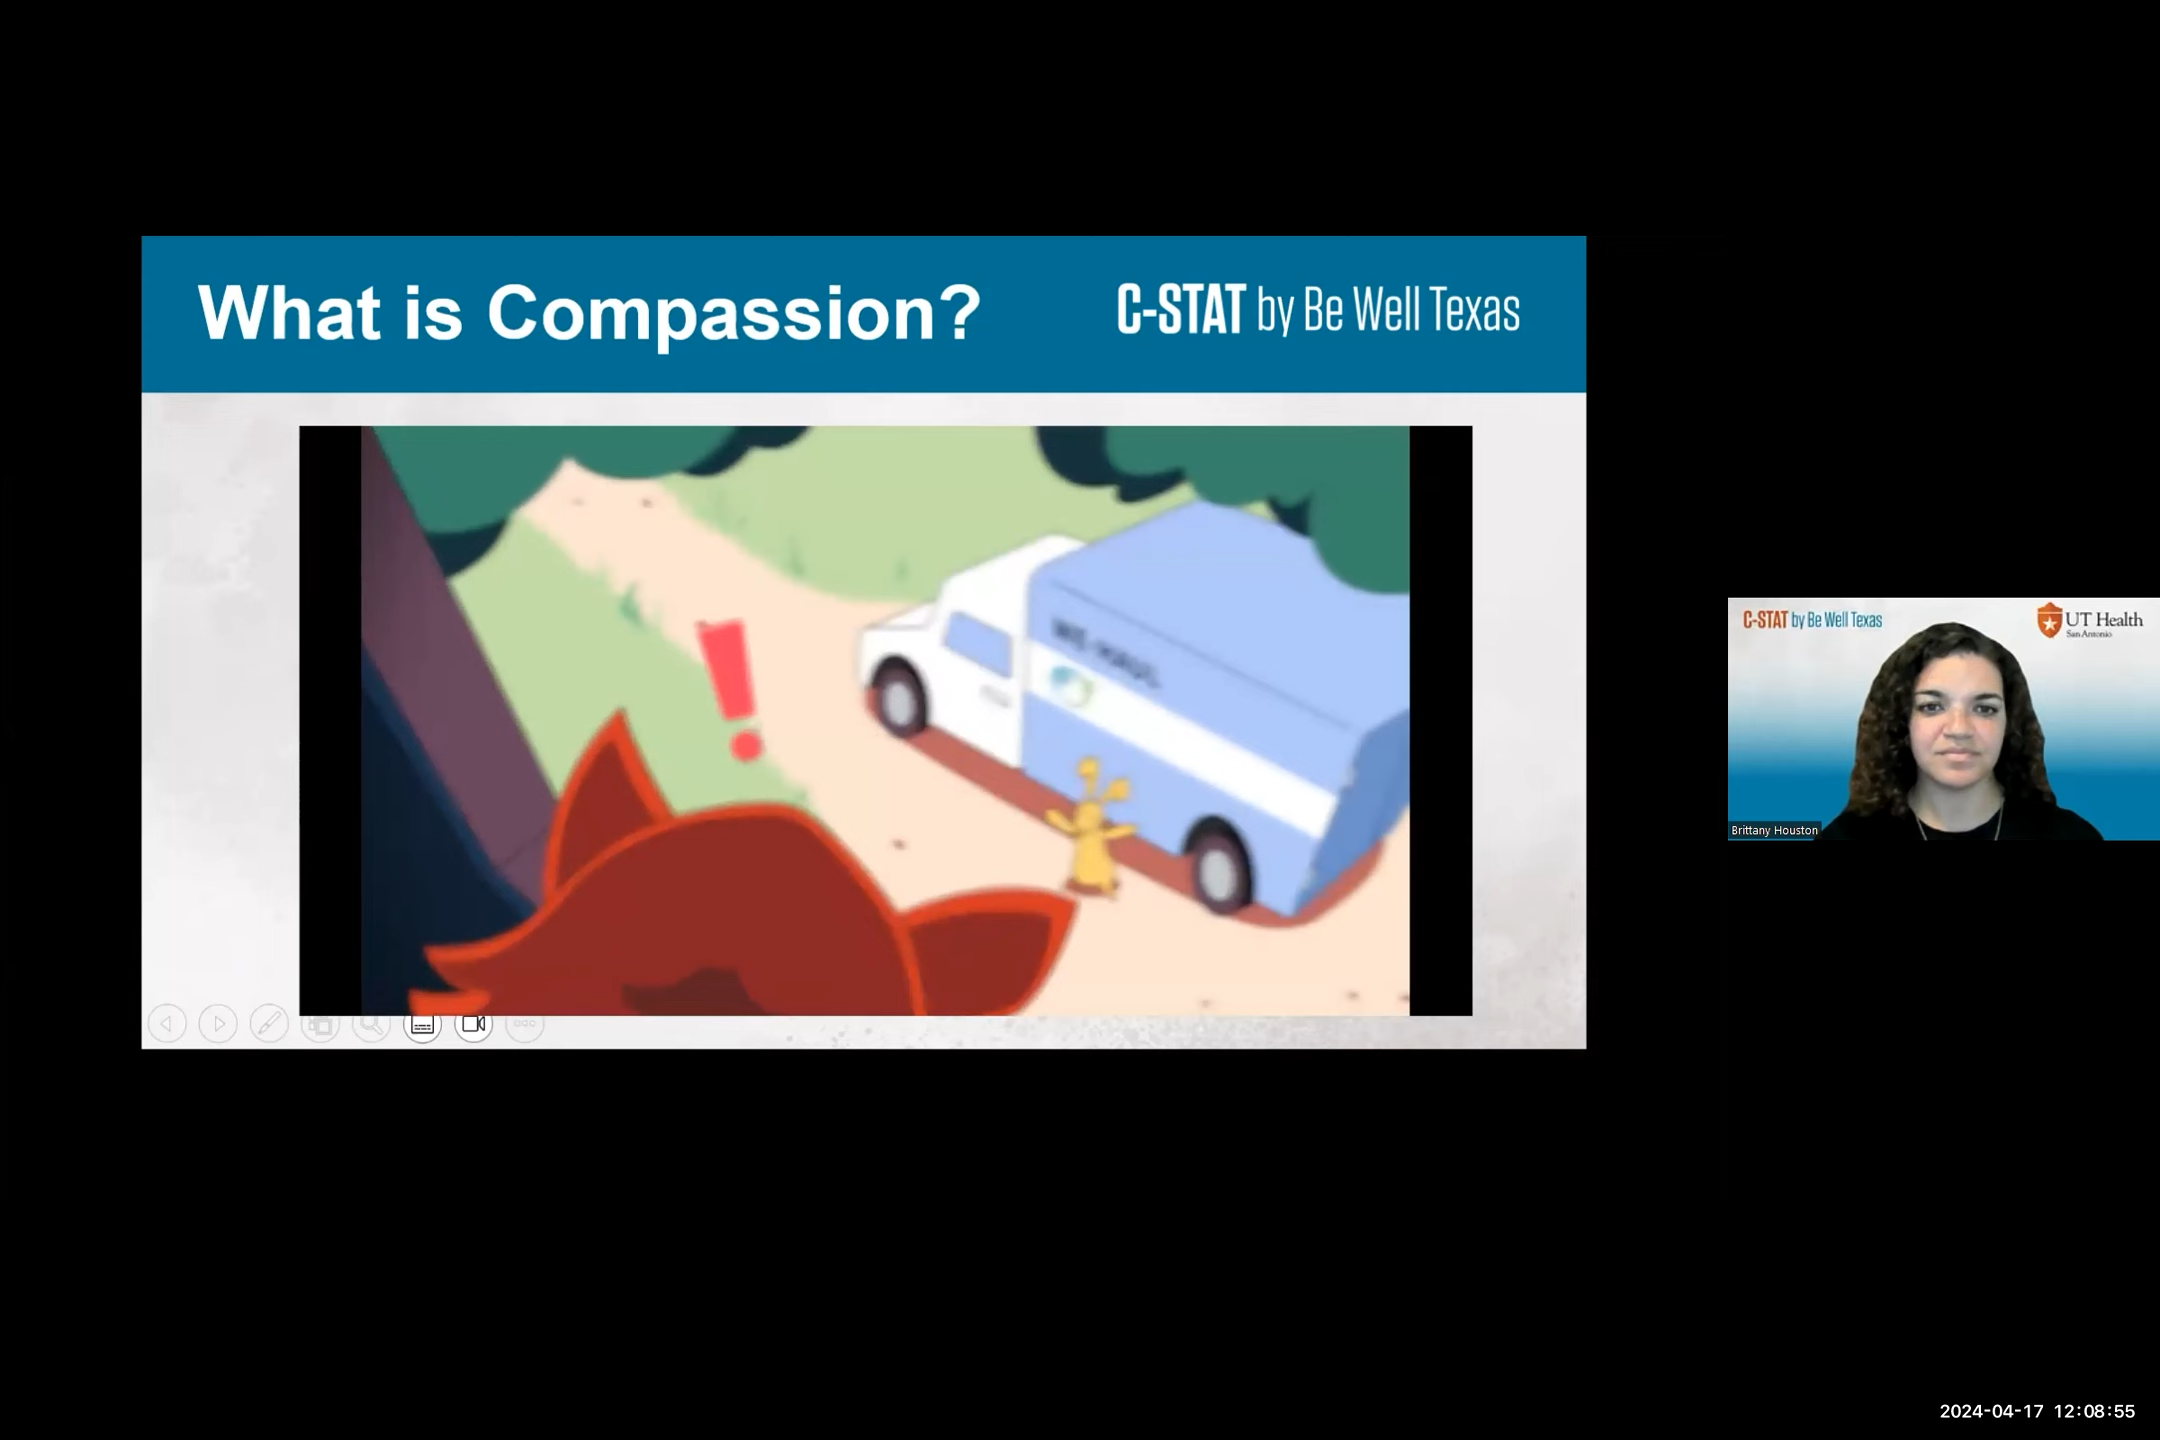 What is Compassion?
C-STAT by Be Well Texas
C-STAT by Be Well Texas
UT Health
San Antonio
Brittany Houston
2024-04-17 12:08:55